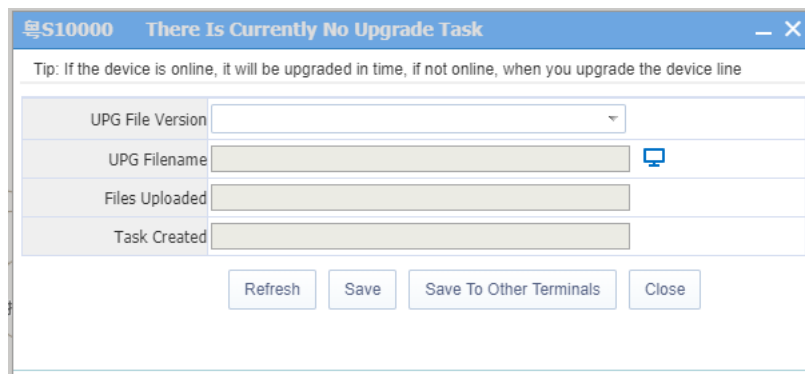 粤S10000 There Is Currently No Upgrade Task
Tip: If the device is online, it will be upgraded in time, if not online, when you upgrade the device line
UPG File Version
UPG Filename
Files Uploaded
Task Created
Refresh Save Save To Other Terminals Close